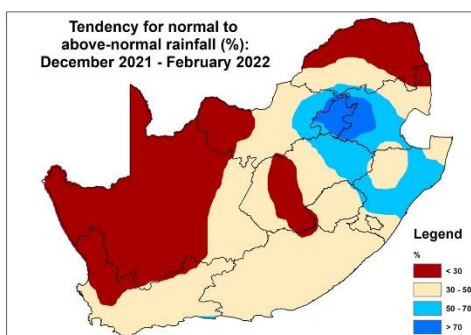 Tendency for normal to
above-normal rainfall (%):
December 2021 - February 2022
Legend
%
< 30
30 - 50
50 - 70
> 70